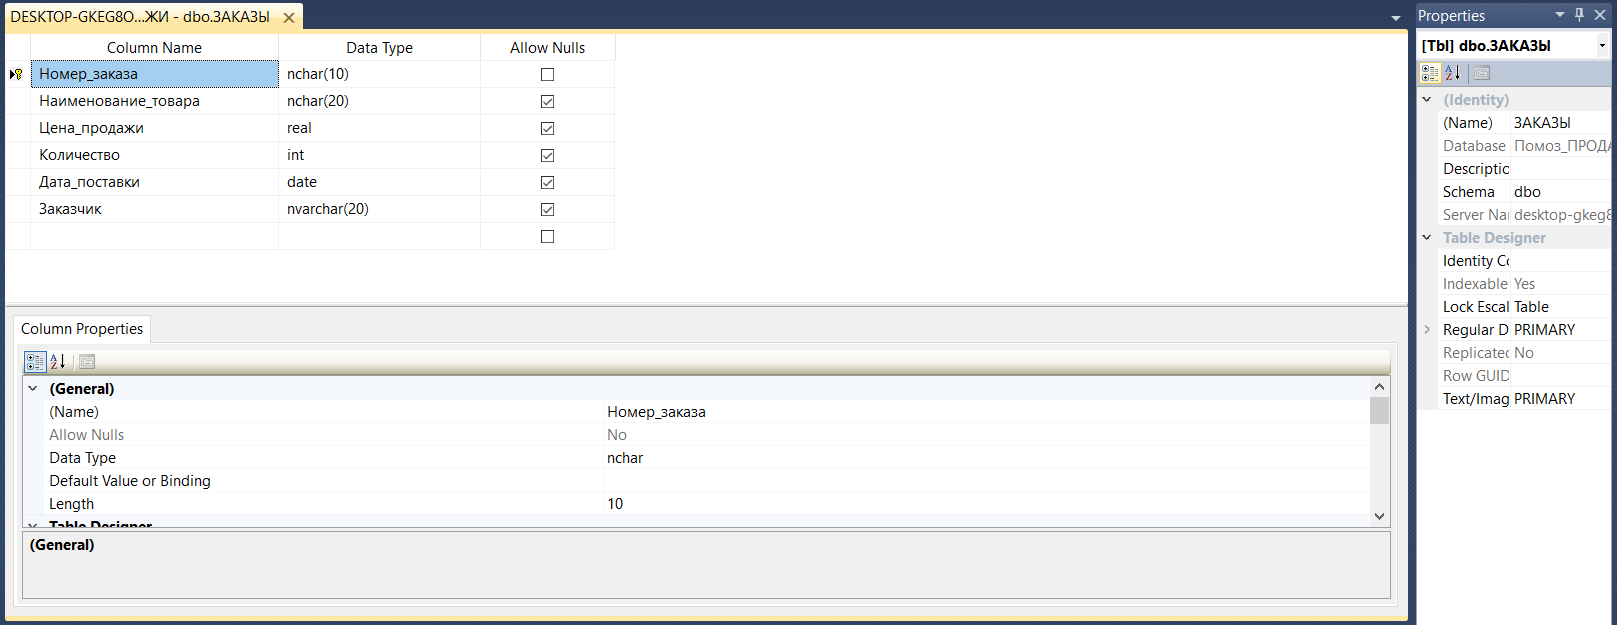 DESKTOP-GKEG8O...ЖИ - dbo.ЗАКАЗЫ
Column Name Data Type Allow Nulls
Номер_заказа nchar(10)
Наименование_товара nchar(20)
Цена_продажи real
Количество int
Дата_поставки date
Заказчик nvarchar(20)
Column Properties
(General)
(Name) Номер_заказа
Allow Nulls No
Data Type nchar
Default Value or Binding
Length 10
Table Designer
(General)
Properties
[Tbl] dbo.ЗАКАЗЫ
(Identity)
(Name) ЗАКАЗЫ
Database Помоз_ПРОДА
Descriptio
Schema dbo
Server Nai desktop-gkeg8
Table Designer
Identity Co
Indexable Yes
Lock Escal Table
Regular D PRIMARY
Replicated No
Row GUID
Text/Imag PRIMARY